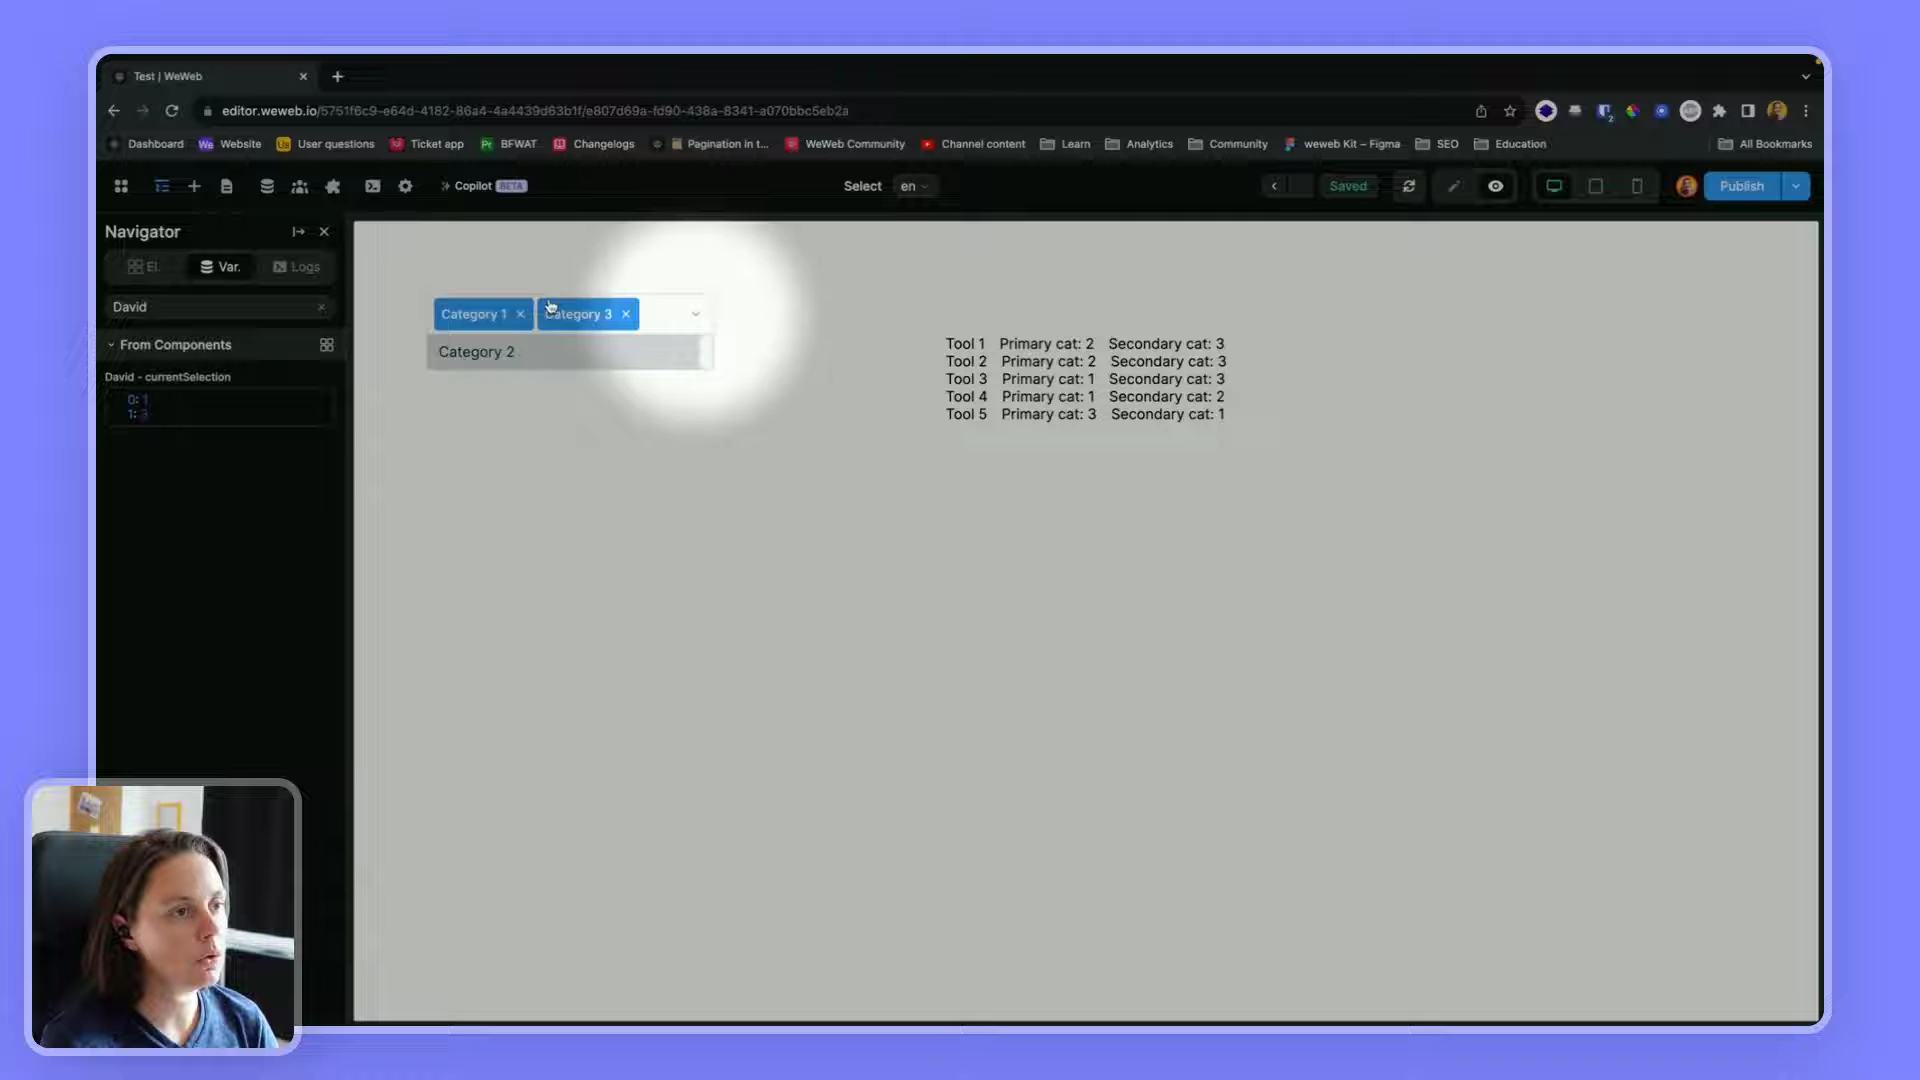 Test | WeWeb
editor.weweb.io/5751f6c9-e64d-4182-86a4-4a4439d63b1f/e807d69a-fd90-438a-8341-a070bbc5eb2a
Dashboard We Website Us User questions Ticket app Pr BFWAT Changelogs Pagination in t... WeWeb Community Channel content Learn Analytics Community weweb Kit – Figma SEO Education All Bookmarks
Copilot BETA Select en Saved Publish
Navigator
El. Var. Logs
David
From Components
David - currentSelection
0: 1
1: 3
Category 1 Category 3
Category 2
Tool 1 Primary cat: 2 Secondary cat: 3
Tool 2 Primary cat: 2 Secondary cat: 3
Tool 3 Primary cat: 1 Secondary cat: 3
Tool 4 Primary cat: 1 Secondary cat: 2
Tool 5 Primary cat: 3 Secondary cat: 1